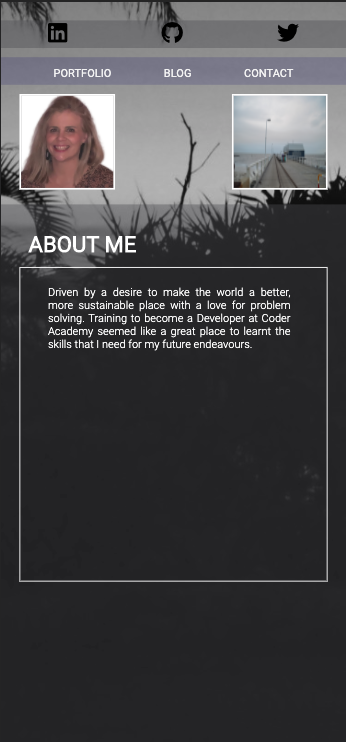 in
PORTFOLIO BLOG CONTACT
ABOUT ME
Driven by a desire to make the world a better,
more sustainable place with a love for problem
solving. Training to become a Developer at Coder
Academy seemed like a great place to learnt the
skills that I need for my future endeavours.